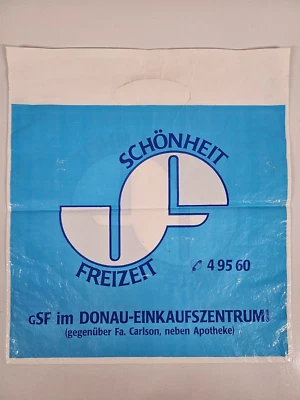 SCHÖNHEIT
FREIZEIT
✆ 4 95 60
GSF im DONAU-EINKAUFSZENTRUM!
(gegenüber Fa. Carlson, neben Apotheke)